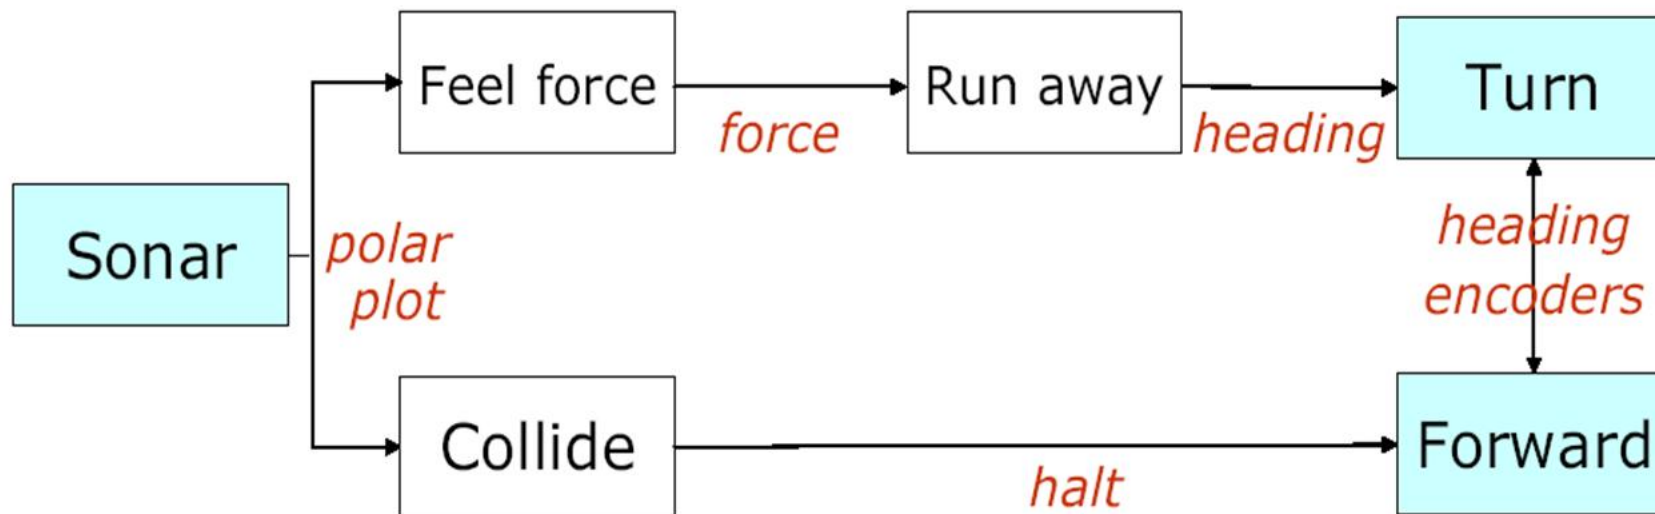 Feel force
force
Run away
heading
Turn
Sonar
polar
plot
heading
encoders
Collide
halt
Forward